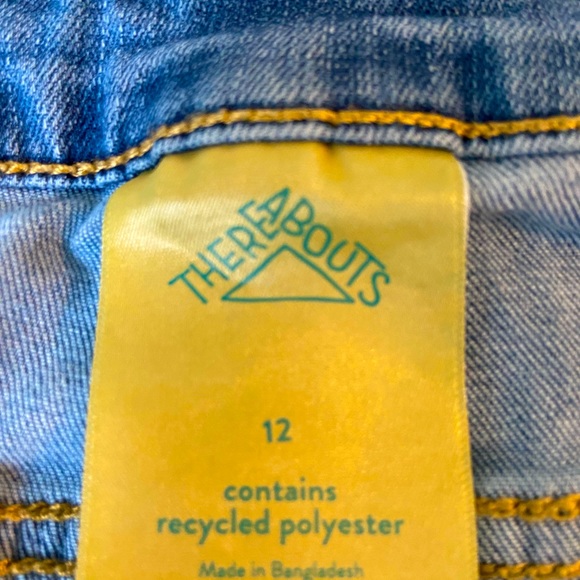 THEREABOUTS
12
contains
recycled polyester
Made in Bangladesh